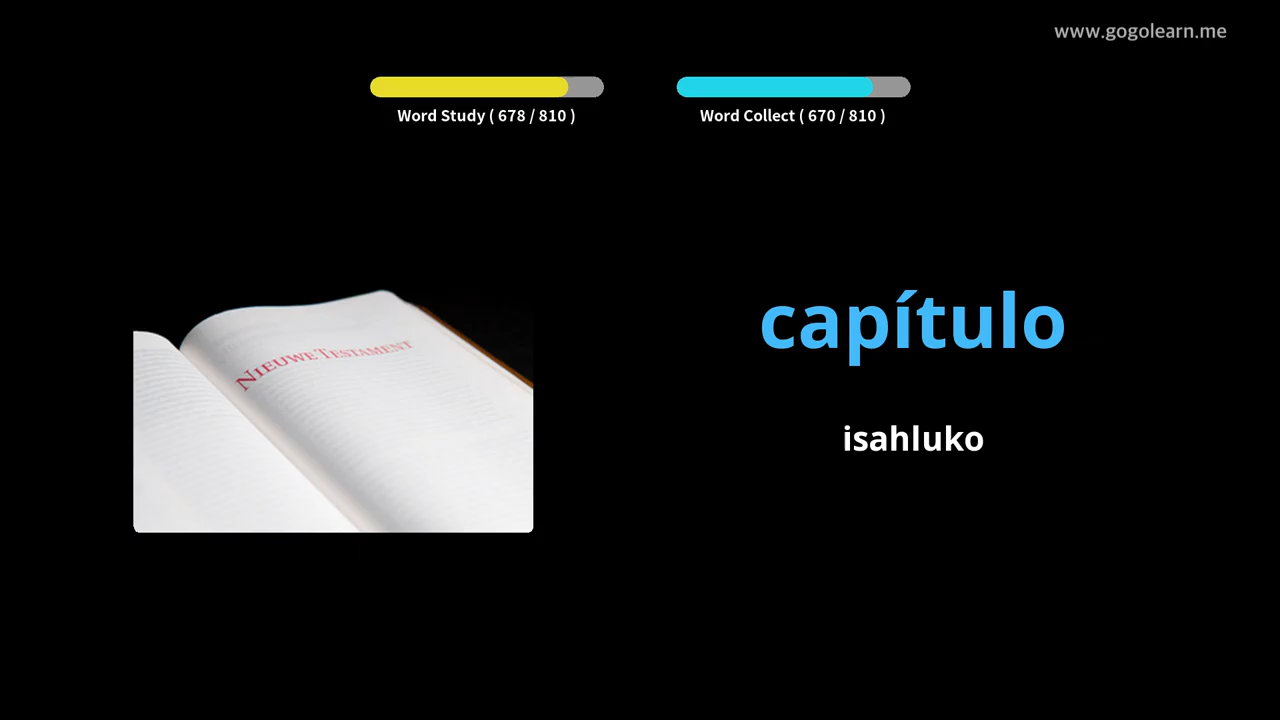 www.gogolearn.me
Word Study ( 678 / 810 )
Word Collect ( 670 / 810 )
NIEUWE TESTAMENT
capítulo
isahluko